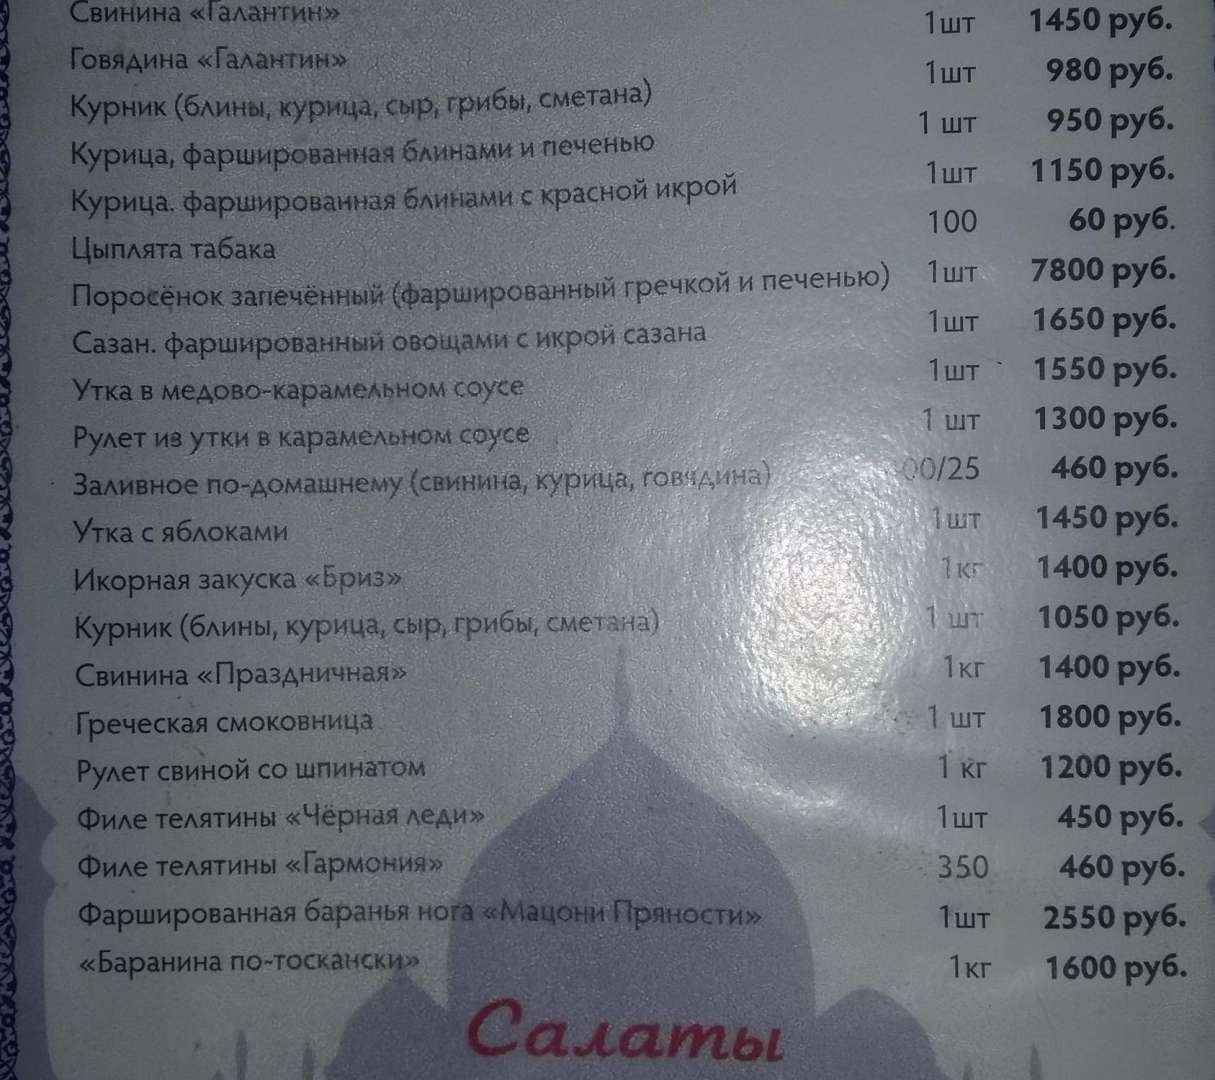 Свинина «Галантин»
Говядина «Галантин» 1шт 1450 руб.
Курник (блины, курица, сыр, грибы, сметана) 1шт 980 руб.
Курица, фаршированная блинами и печенью 1 шт 950 руб.
Курица. фаршированная блинами с красной икрой 1шт 1150 руб.
Цыплята табака 100 60 руб.
Поросёнок запечённый (фаршированный гречкой и печенью) 1шт 7800 руб.
Сазан. фаршированный овощами с икрой сазана 1шт 1650 руб.
Утка в медово-карамельном соусе 1шт 1550 руб.
Рулет из утки в карамельном соусе 1 шт 1300 руб.
Заливное по-домашнему (свинина, курица, говядина) 460 руб.
Утка с яблоками 1шт 1450 руб.
Икорная закуска «Бриз» 1кг 1400 руб.
Курник (блины, курица, сыр, грибы, сметана) 1 шт 1050 руб.
Свинина «Праздничная» 1кг 1400 руб.
Греческая смоковница 1 шт 1800 руб.
Рулет свиной со шпинатом 1 кг 1200 руб.
Филе телятины «Чёрная леди» 1шт 450 руб.
Филе телятины «Гармония» 350 460 руб.
Фаршированная баранья нога «Мацони Пряности» 1шт 2550 руб.
«Баранина по-тоскански» 1кг 1600 руб.
Салаты